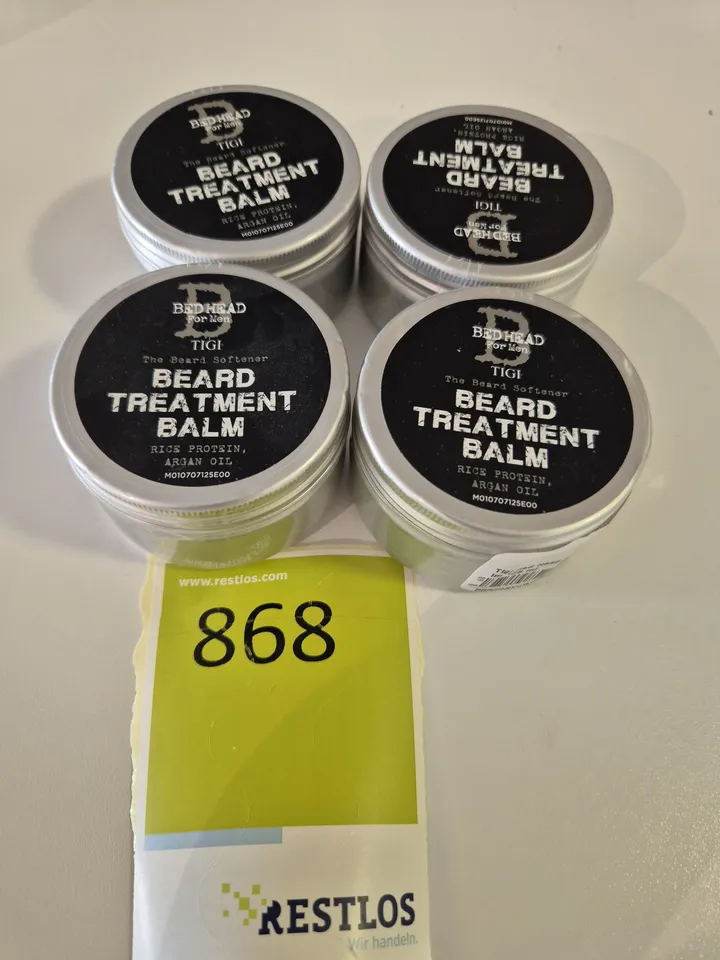 BED HEAD
For Men
TIGI
The Beard Softener
BEARD
TREATMENT
BALM
RICE PROTEIN,
ARGAN OIL
M010707125E00
BED HEAD
For Men
TIGI
The Beard Softener
BEARD
TREATMENT
BALM
RICE PROTEIN,
ARGAN OIL
M010707125E00
BED HEAD
For Men
TIGI
The Beard Softener
BEARD
TREATMENT
BALM
RICE PROTEIN,
ARGAN OIL
M010707125E00
BED HEAD
For Men
TIGI
The Beard Softener
BEARD
TREATMENT
BALM
RICE PROTEIN,
ARGAN OIL
M010707125E00
www.restlos.com
868
RESTLOS
Wir handeln.